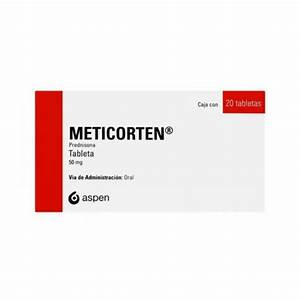 Caja con 20 tabletas
METICORTEN®
Prednisona
Tableta
50 mg
Vía de Administración: Oral
aspen